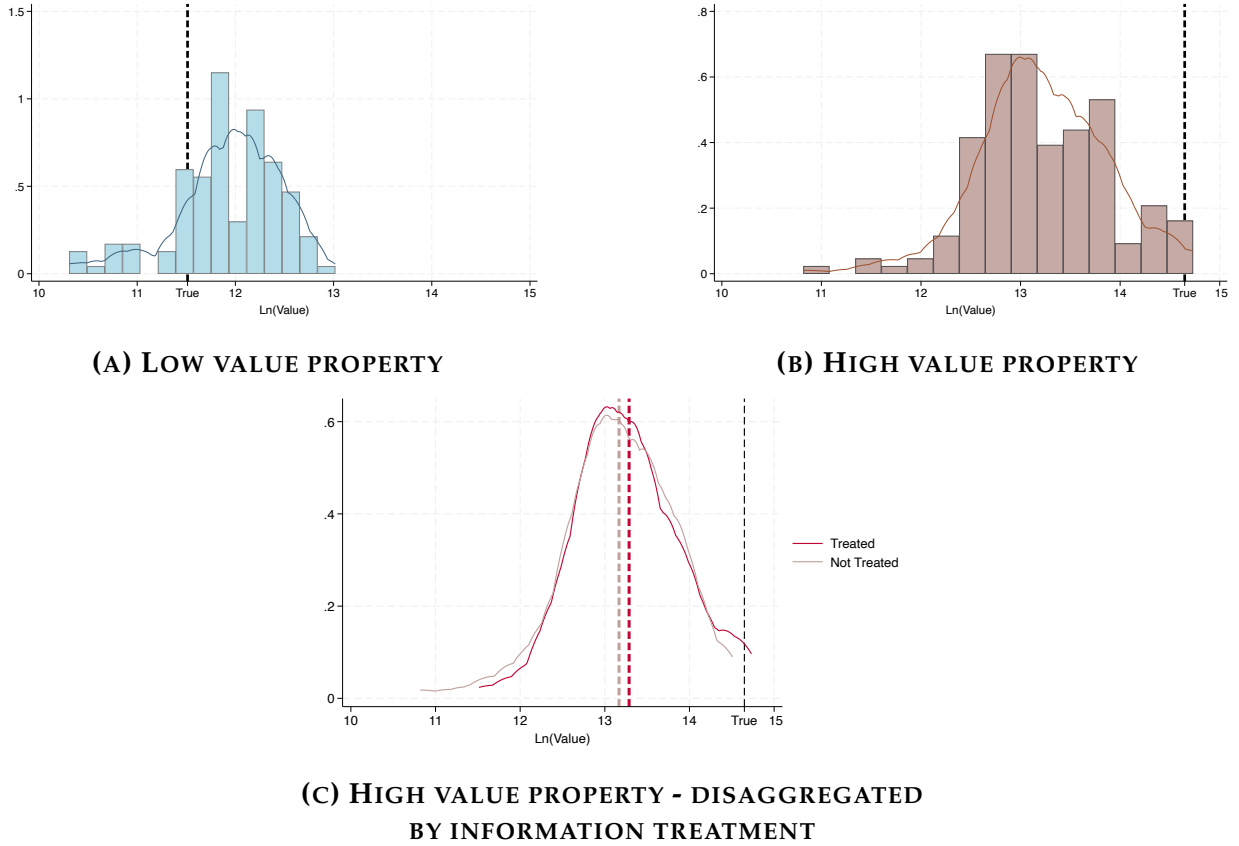 1.5
1
.5
0
10
11
True
12
13
14
15
Ln(Value)
(A) LOW VALUE PROPERTY
.8
.6
.4
.2
0
11
12
13
14
True
15
Ln(Value)
(B) HIGH VALUE PROPERTY
.6
.4
.2
0
10
11
12
13
14
True
15
Ln(Value)
Treated
Not Treated
(C) HIGH VALUE PROPERTY - DISAGGREGATED
BY INFORMATION TREATMENT